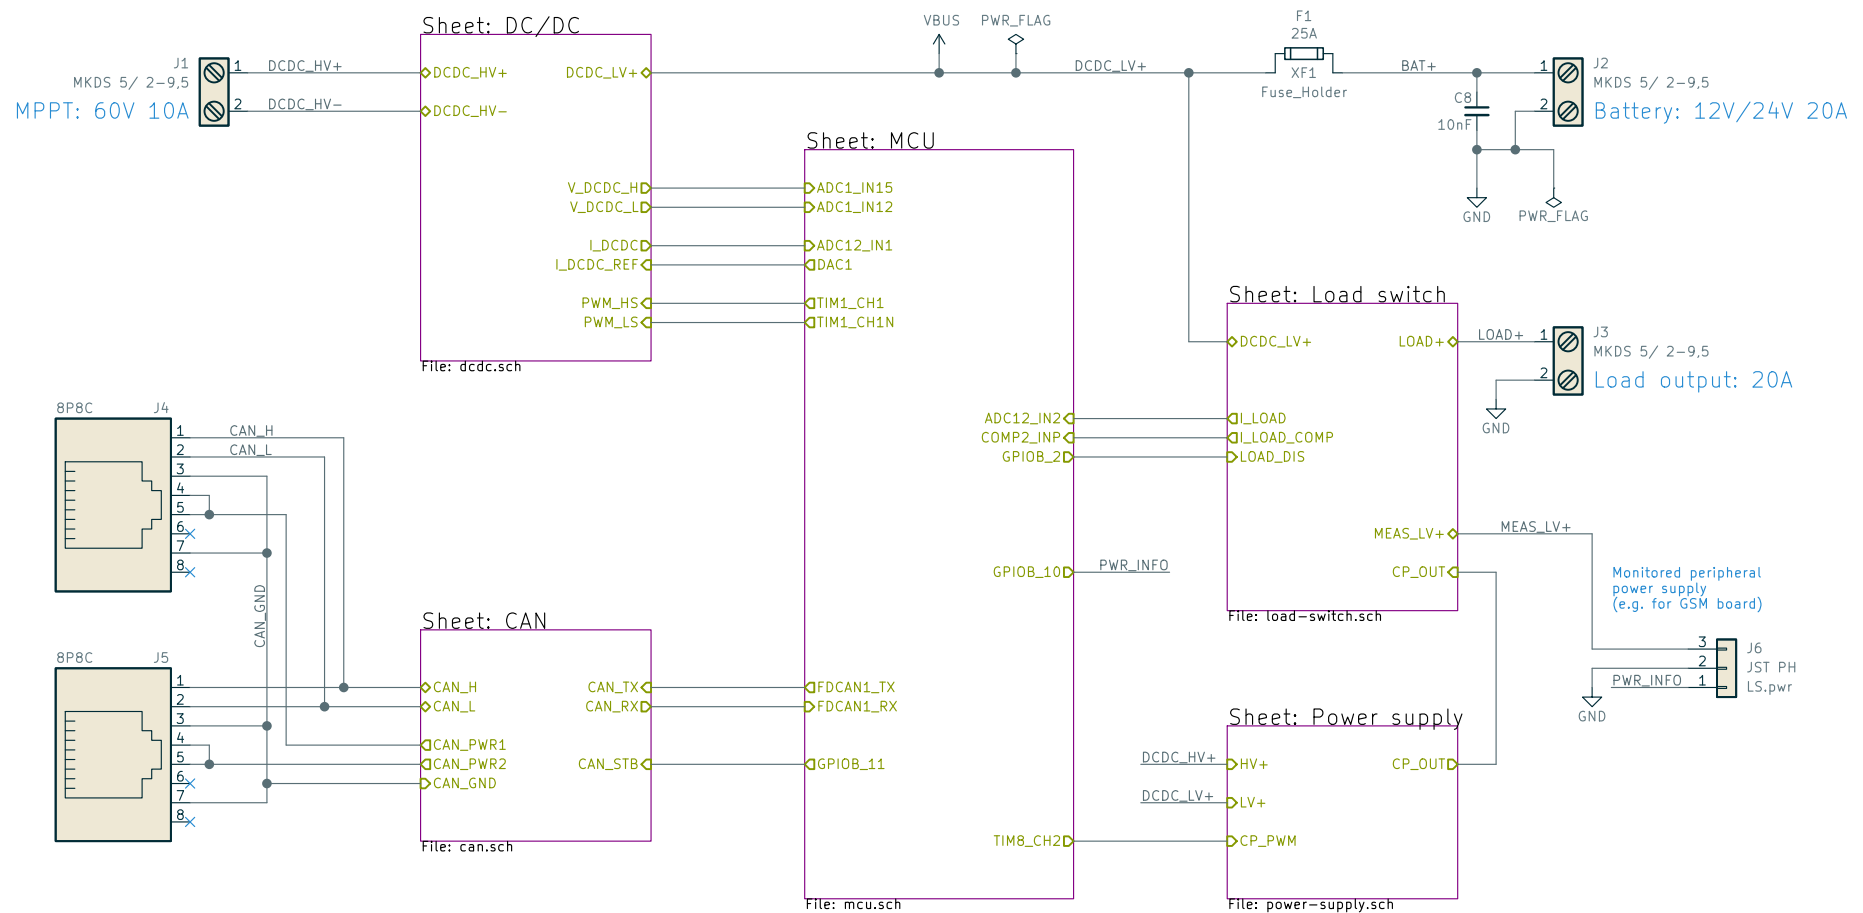 Sheet: DC/DC
J1
MKDS 5/ 2-9,5
MPPT: 60V 10A
1
2
DCDC_HV+
DCDC_HV-
DCDC_HV+
DCDC_HV-
DCDC_LV+
V_DCDC_H
V_DCDC_L
I_DCDC
I_DCDC_REF
PWM_HS
PWM_LS
File: dcdc.sch
VBUS
PWR_FLAG
DCDC_LV+
F1
25A
XF1
Fuse_Holder
BAT+
C8
10nF
GND
PWR_FLAG
1
2
J2
MKDS 5/ 2-9,5
Battery: 12V/24V 20A
Sheet: MCU
ADC1_IN15
ADC1_IN12
ADC12_IN1
DAC1
TIM1_CH1
TIM1_CH1N
ADC12_IN2
COMP2_INP
GPIOB_2
GPIOB_10
PWR_INFO
FDCAN1_TX
FDCAN1_RX
GPIOB_11
TIM8_CH2
File: mcu.sch
Sheet: Load switch
DCDC_LV+
LOAD+
I_LOAD
I_LOAD_COMP
LOAD_DIS
MEAS_LV+
CP_OUT
File: load-switch.sch
LOAD+
1
2
GND
J3
MKDS 5/ 2-9,5
Load output: 20A
MEAS_LV+
Monitored peripheral
power supply
(e.g. for GSM board)
3
2
1
J6
JST PH
LS.pwr
PWR_INFO
GND
8P8C
J4
1
2
3
4
5
6
7
8
CAN_H
CAN_L
CAN_GND
8P8C
J5
1
2
3
4
5
6
7
8
Sheet: CAN
CAN_H
CAN_L
CAN_PWR1
CAN_PWR2
CAN_GND
CAN_TX
CAN_RX
CAN_STB
File: can.sch
Sheet: Power supply
DCDC_HV+
DCDC_LV+
HV+
LV+
CP_PWM
CP_OUT
File: power-supply.sch